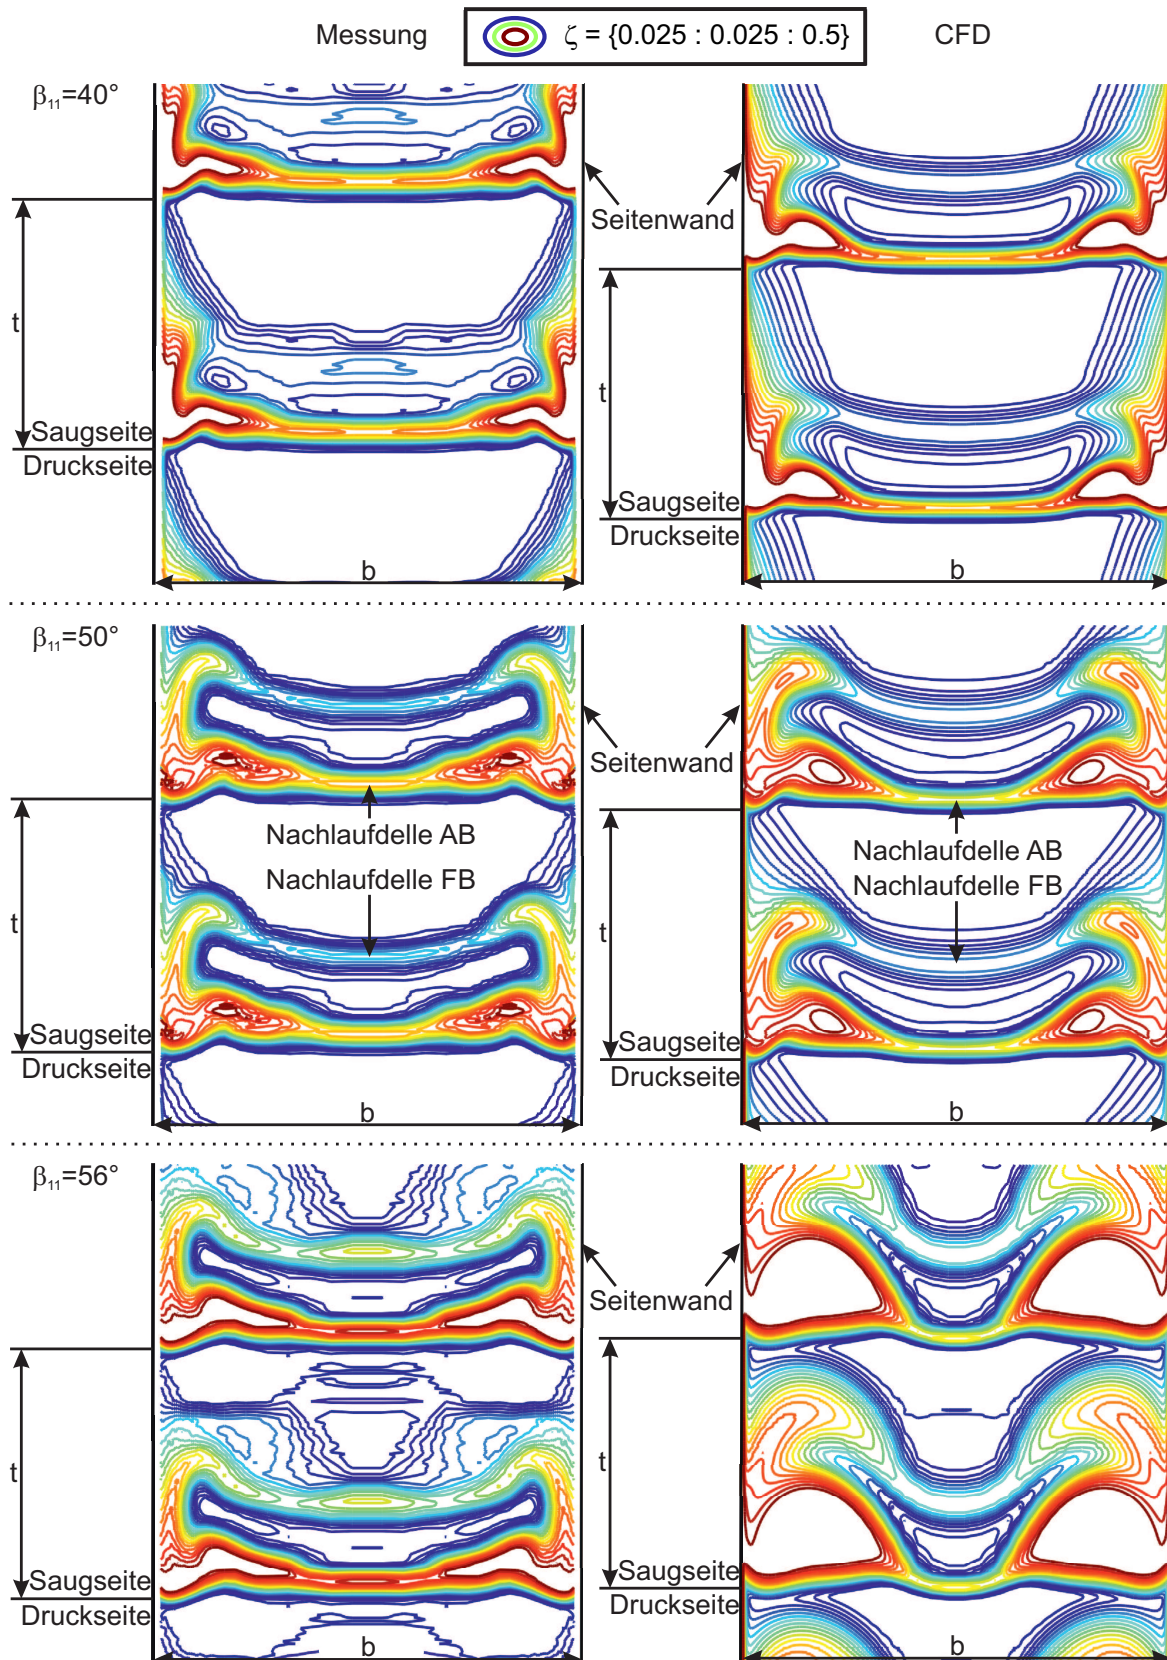 Messung
ζ = {0.025 : 0.025 : 0.5}
CFD
β₁₁=40°
Seitenwand
t
t
Saugseite
Druckseite
Saugseite
Druckseite
b
b
β₁₁=50°
Seitenwand
Nachlaufdelle AB
Nachlaufdelle FB
Nachlaufdelle AB
Nachlaufdelle FB
t
t
Saugseite
Druckseite
Saugseite
Druckseite
b
b
β₁₁=56°
Seitenwand
t
t
Saugseite
Druckseite
Saugseite
Druckseite
b
b